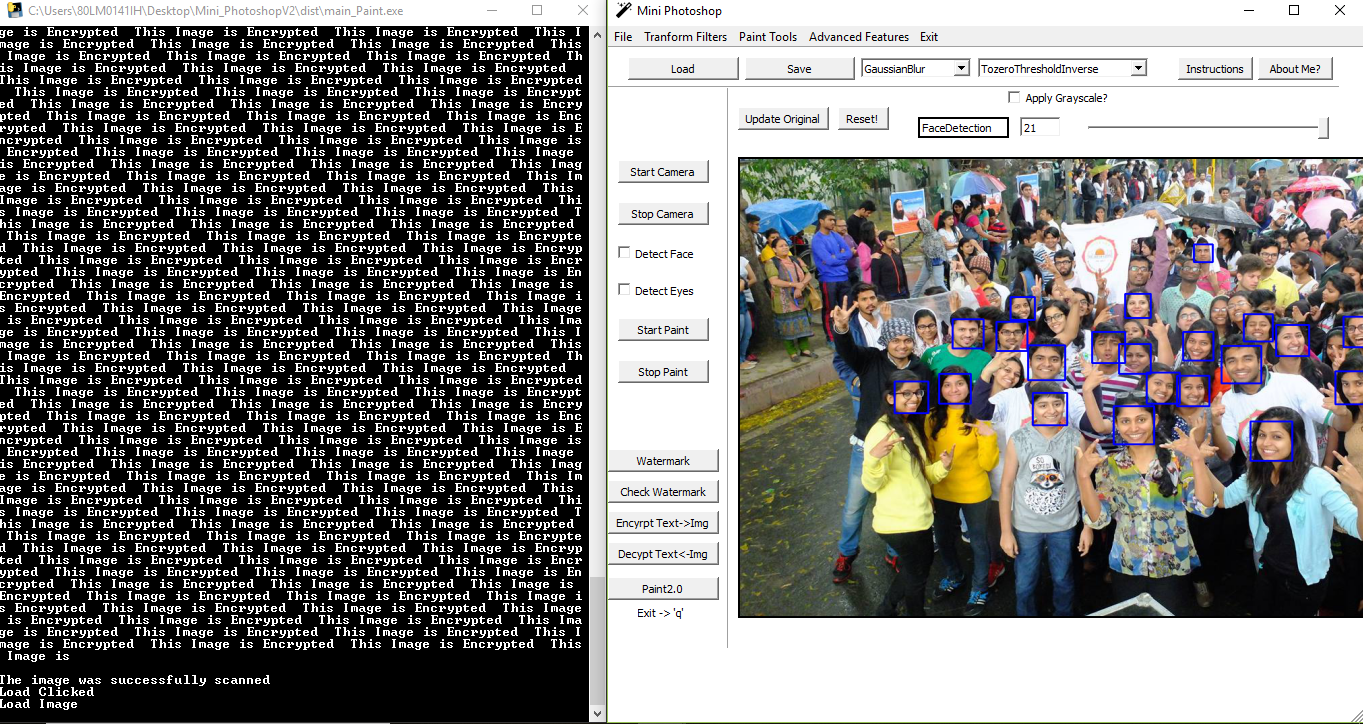 C:\Users\80LM0141IH\Desktop\Mini_PhotoshopV2\dist\main_Paint.exe
ge is Encrypted  This Image is Encrypted  This Image is Encrypted  This I
mage is Encrypted  This Image is Encrypted  This Image is Encrypted  This
 Image is Encrypted  This Image is Encrypted  This Image is Encrypted  Th
is Image is Encrypted  This Image is Encrypted  This Image is Encrypted
This Image is Encrypted  This Image is Encrypted  This Image is Encrypted
  This Image is Encrypted  This Image is Encrypted  This Image is Encrypt
ed  This Image is Encrypted  This Image is Encrypted  This Image is Encry
pted  This Image is Encrypted  This Image is Encrypted  This Image is Enc
rypted  This Image is Encrypted  This Image is Encrypted  This Image is E
ncrypted  This Image is Encrypted  This Image is Encrypted  This Image is
 Encrypted  This Image is Encrypted  This Image is Encrypted  This Image
is Encrypted  This Image is Encrypted  This Image is Encrypted  This Imag
e is Encrypted  This Image is Encrypted  This Image is Encrypted  This Im
age is Encrypted  This Image is Encrypted  This Image is Encrypted  This
Image is Encrypted  This Image is Encrypted  This Image is Encrypted  Thi
s Image is Encrypted  This Image is Encrypted  This Image is Encrypted  T
his Image is Encrypted  This Image is Encrypted  This Image is Encrypted
 This Image is Encrypted  This Image is Encrypted  This Image is Encrypte
d  This Image is Encrypted  This Image is Encrypted  This Image is Encryp
ted  This Image is Encrypted  This Image is Encrypted  This Image is Encr
ypted  This Image is Encrypted  This Image is Encrypted  This Image is En
crypted  This Image is Encrypted  This Image is Encrypted  This Image is
Encrypted  This Image is Encrypted  This Image is Encrypted  This Image i
s Encrypted  This Image is Encrypted  This Image is Encrypted  This Image
 is Encrypted  This Image is Encrypted  This Image is Encrypted  This Ima
ge is Encrypted  This Image is Encrypted  This Image is Encrypted  This I
mage is Encrypted  This Image is Encrypted  This Image is Encrypted  This
 Image is Encrypted  This Image is Encrypted  This Image is Encrypted  Th
is Image is Encrypted  This Image is Encrypted  This Image is Encrypted
This Image is Encrypted  This Image is Encrypted  This Image is Encrypted
  This Image is Encrypted  This Image is Encrypted  This Image is Encrypt
ed  This Image is Encrypted  This Image is Encrypted  This Image is Encry
pted  This Image is Encrypted  This Image is Encrypted  This Image is Enc
rypted  This Image is Encrypted  This Image is Encrypted  This Image is E
ncrypted  This Image is Encrypted  This Image is Encrypted  This Image is
 Encrypted  This Image is Encrypted  This Image is Encrypted  This Image
is Encrypted  This Image is Encrypted  This Image is Encrypted  This Imag
e is Encrypted  This Image is Encrypted  This Image is Encrypted  This Im
age is Encrypted  This Image is Encrypted  This Image is Encrypted  This
Image is Encrypted  This Image is Encrypted  This Image is Encrypted  Thi
s Image is Encrypted  This Image is Encrypted  This Image is Encrypted  T
his Image is Encrypted  This Image is Encrypted  This Image is Encrypted
 This Image is Encrypted  This Image is Encrypted  This Image is Encrypte
d  This Image is Encrypted  This Image is Encrypted  This Image is Encryp
ted  This Image is Encrypted  This Image is Encrypted  This Image is Encr
ypted  This Image is Encrypted  This Image is Encrypted  This Image is En
crypted  This Image is Encrypted  This Image is Encrypted  This Image is
Encrypted  This Image is Encrypted  This Image is Encrypted  This Image i
s Encrypted  This Image is Encrypted  This Image is Encrypted  This Image
 is Encrypted  This Image is Encrypted  This Image is Encrypted  This Ima
ge is Encrypted  This Image is Encrypted  This Image is Encrypted  This I
mage is Encrypted  This Image is Encrypted  This Image is Encrypted  This
 Image is
The image was successfully scanned
Load Clicked
Load Image
Mini Photoshop
File Tranform Filters Paint Tools Advanced Features Exit
Load Save GaussianBlur TozeroThresholdInverse Instructions About Me?
Apply Grayscale?
Update Original Reset! FaceDetection 21
Start Camera
Stop Camera
Detect Face
Detect Eyes
Start Paint
Stop Paint
Watermark
Check Watermark
Encyrpt Text->Img
Decypt Text<-Img
Paint2.0
Exit -> 'q'